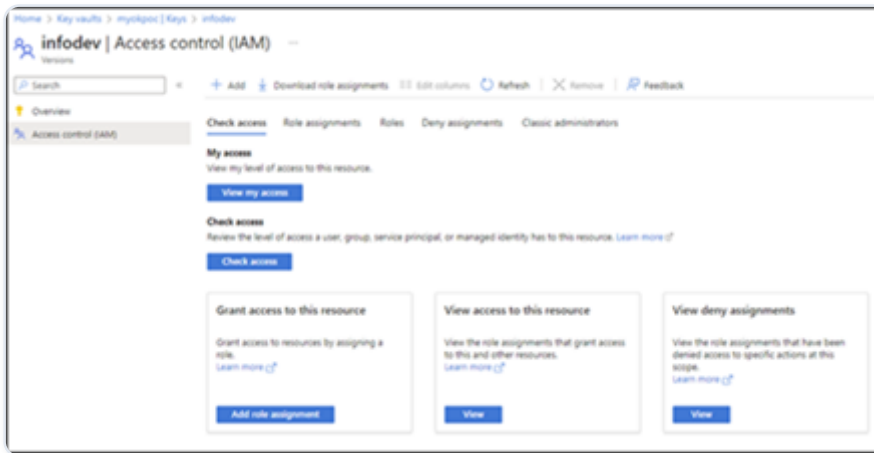 Home > Key vaults > myokpoc | Keys > infodev
infodev | Access control (IAM) ...
Versions
Search
«
+ Add Download role assignments Edit columns Refresh Remove Feedback
Overview
Access control (IAM)
Check access Role assignments Roles Deny assignments Classic administrators
My access
View my level of access to this resource.
View my access
Check access
Review the level of access a user, group, service principal, or managed identity has to this resource. Learn more
Check access
Grant access to this resource
Grant access to resources by assigning a
role.
Learn more
Add role assignment
View access to this resource
View the role assignments that grant access
to this and other resources.
Learn more
View
View deny assignments
View the role assignments that have been
denied access to specific actions at this
scope.
Learn more
View